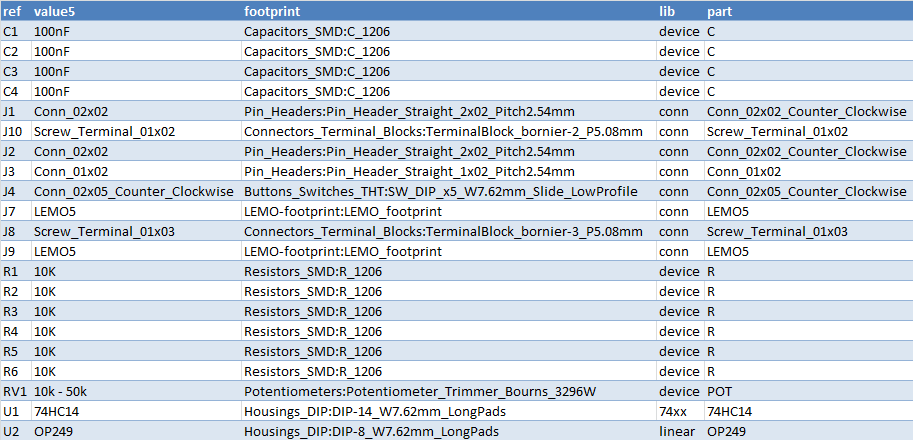 ref value5 footprint lib part
C1 100nF Capacitors_SMD:C_1206 device C
C2 100nF Capacitors_SMD:C_1206 device C
C3 100nF Capacitors_SMD:C_1206 device C
C4 100nF Capacitors_SMD:C_1206 device C
J1 Conn_02x02 Pin_Headers:Pin_Header_Straight_2x02_Pitch2.54mm conn Conn_02x02_Counter_Clockwise
J10 Screw_Terminal_01x02 Connectors_Terminal_Blocks:TerminalBlock_bornier-2_P5.08mm conn Screw_Terminal_01x02
J2 Conn_02x02 Pin_Headers:Pin_Header_Straight_2x02_Pitch2.54mm conn Conn_02x02_Counter_Clockwise
J3 Conn_01x02 Pin_Headers:Pin_Header_Straight_1x02_Pitch2.54mm conn Conn_01x02
J4 Conn_02x05_Counter_Clockwise Buttons_Switches_THT:SW_DIP_x5_W7.62mm_Slide_LowProfile conn Conn_02x05_Counter_Clockwise
J7 LEMO5 LEMO-footprint:LEMO_footprint conn LEMO5
J8 Screw_Terminal_01x03 Connectors_Terminal_Blocks:TerminalBlock_bornier-3_P5.08mm conn Screw_Terminal_01x03
J9 LEMO5 LEMO-footprint:LEMO_footprint conn LEMO5
R1 10K Resistors_SMD:R_1206 device R
R2 10K Resistors_SMD:R_1206 device R
R3 10K Resistors_SMD:R_1206 device R
R4 10K Resistors_SMD:R_1206 device R
R5 10K Resistors_SMD:R_1206 device R
R6 10K Resistors_SMD:R_1206 device R
RV1 10k - 50k Potentiometers:Potentiometer_Trimmer_Bourns_3296W device POT
U1 74HC14 Housings_DIP:DIP-14_W7.62mm_LongPads 74xx 74HC14
U2 OP249 Housings_DIP:DIP-8_W7.62mm_LongPads linear OP249